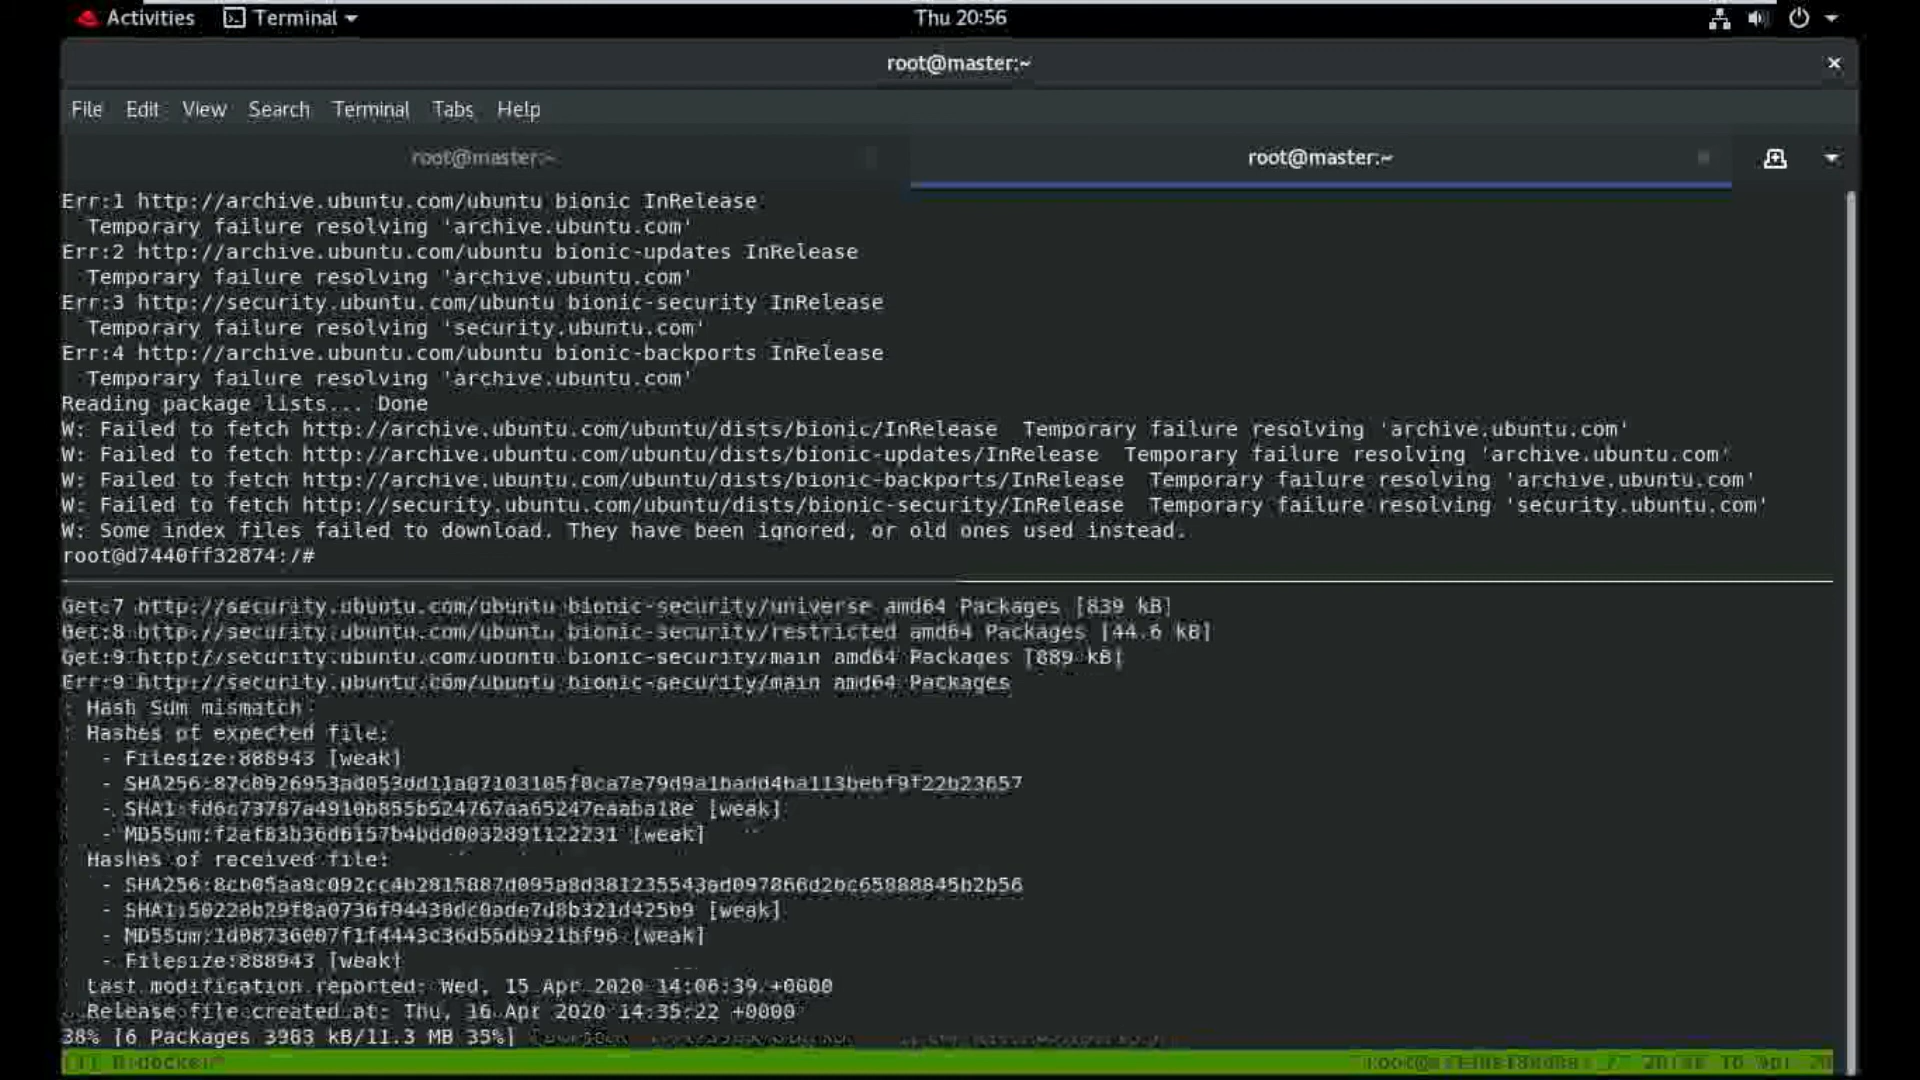 Activities Terminal Thu 20:56
root@master:~
File Edit View Search Terminal Tabs Help
root@master:~ root@master:~
Err:1 http://archive.ubuntu.com/ubuntu bionic InRelease
Temporary failure resolving 'archive.ubuntu.com'
Err:2 http://archive.ubuntu.com/ubuntu bionic-updates InRelease
Temporary failure resolving 'archive.ubuntu.com'
Err:3 http://security.ubuntu.com/ubuntu bionic-security InRelease
Temporary failure resolving 'security.ubuntu.com'
Err:4 http://archive.ubuntu.com/ubuntu bionic-backports InRelease
Temporary failure resolving 'archive.ubuntu.com'
Reading package lists... Done
W: Failed to fetch http://archive.ubuntu.com/ubuntu/dists/bionic/InRelease Temporary failure resolving 'archive.ubuntu.com'
W: Failed to fetch http://archive.ubuntu.com/ubuntu/dists/bionic-updates/InRelease Temporary failure resolving 'archive.ubuntu.com'
W: Failed to fetch http://archive.ubuntu.com/ubuntu/dists/bionic-backports/InRelease Temporary failure resolving 'archive.ubuntu.com'
W: Failed to fetch http://security.ubuntu.com/ubuntu/dists/bionic-security/InRelease Temporary failure resolving 'security.ubuntu.com'
W: Some index files failed to download. They have been ignored, or old ones used instead.
root@d7440ff32874:/#
Get:7 http://security.ubuntu.com/ubuntu bionic-security/universe amd64 Packages [839 kB]
Get:8 http://security.ubuntu.com/ubuntu bionic-security/restricted amd64 Packages [44.6 kB]
Get:9 http://security.ubuntu.com/ubuntu bionic-security/main amd64 Packages [889 kB]
Err:9 http://security.ubuntu.com/ubuntu bionic-security/main amd64 Packages
Hash Sum mismatch
Hashes of expected file:
- Filesize:888943 [weak]
- SHA256:
- SHA1: [weak]
- MD5Sum: [weak]
Hashes of received file:
- SHA256:
- SHA1: [weak]
- MD5Sum: [weak]
- Filesize:888943 [weak]
Last modification reported: Wed, 15 Apr 2020 14:06:39 +0000
Release file created at: Thu, 16 Apr 2020 14:35:22 +0000
38% [6 Packages 3983 kB/11.3 MB 35%]